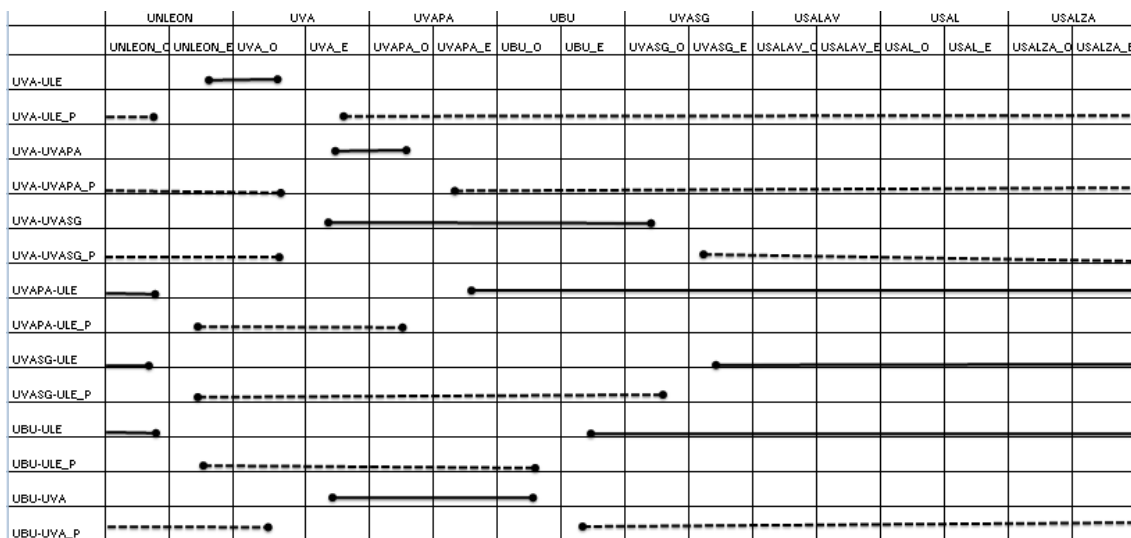 UNLEON UVA UVAPA UBU UVASG USALAV USAL USALZA
UNLEON_O UNLEON_E UVA_O UVA_E UVAPA_O UVAPA_E UBU_O UBU_E UVASG_O UVASG_E USALAV_O USALAV_E USAL_O USAL_E USALZA_O USALZA_E
UVA-ULE
UVA-ULE_P
UVA-UVAPA
UVA-UVAPA_P
UVA-UVASG
UVA-UVASG_P
UVAPA-ULE
UVAPA-ULE_P
UVASG-ULE
UVASG-ULE_P
UBU-ULE
UBU-ULE_P
UBU-UVA
UBU-UVA_P